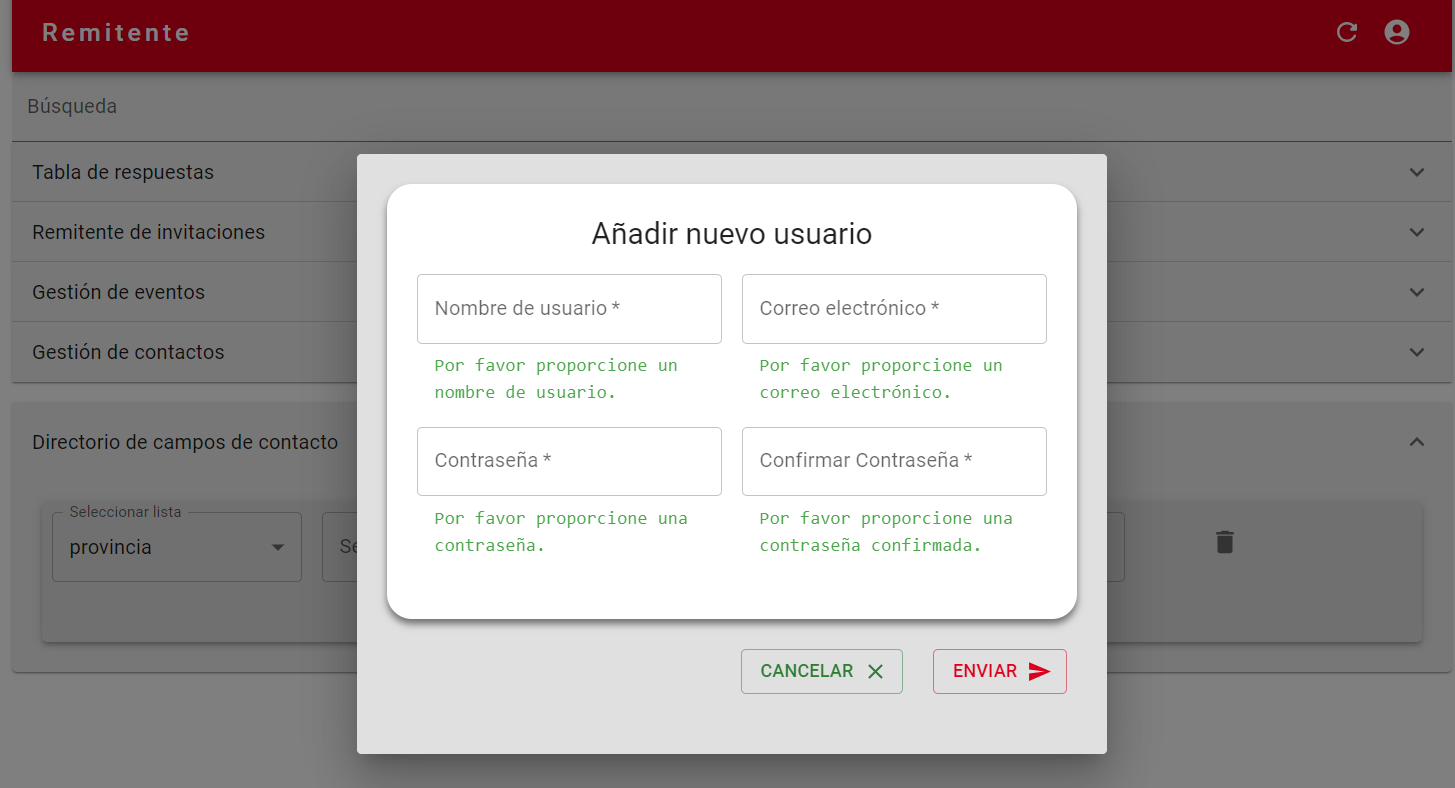 Remitente
Búsqueda
Tabla de respuestas
Remitente de invitaciones
Gestión de eventos
Gestión de contactos
Directorio de campos de contacto
Seleccionar lista
provincia
Añadir nuevo usuario
Nombre de usuario *
Correo electrónico *
Por favor proporcione un
nombre de usuario.
Por favor proporcione un
correo electrónico.
Contraseña *
Confirmar Contraseña *
Por favor proporcione una
contraseña.
Por favor proporcione una
contraseña confirmada.
CANCELAR
ENVIAR